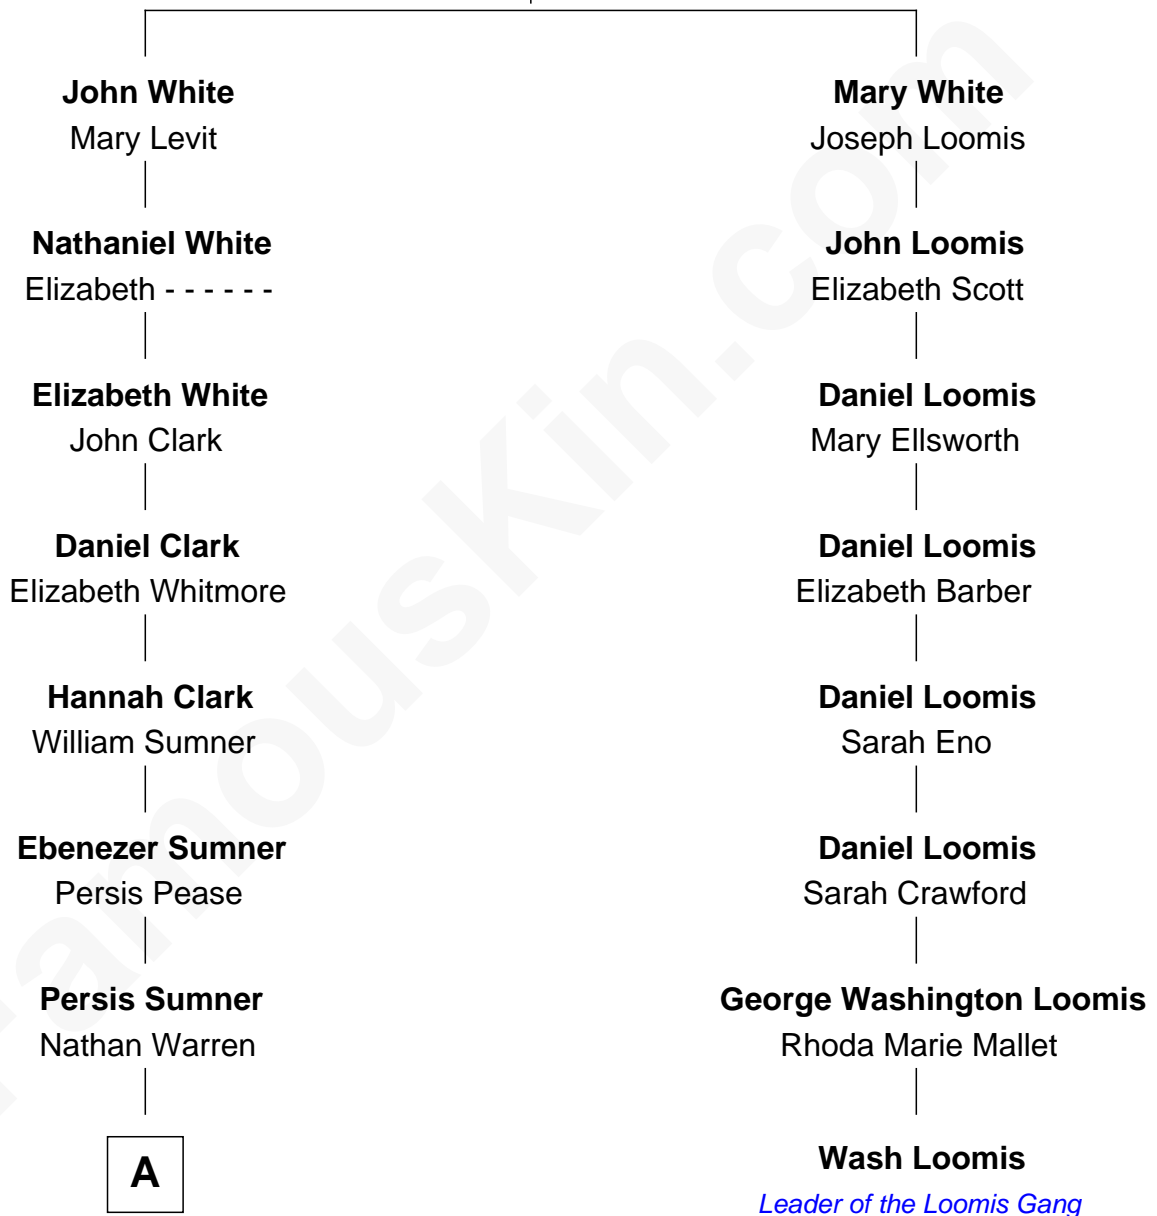 John White
Mary Levit
Nathaniel White
Elizabeth - - - - - -
Elizabeth White
John Clark
Daniel Clark
Elizabeth Whitmore
Hannah Clark
William Sumner
Ebenezer Sumner
Persis Pease
Persis Sumner
Nathan Warren
A
Mary White
Joseph Loomis
John Loomis
Elizabeth Scott
Daniel Loomis
Mary Ellsworth
Daniel Loomis
Elizabeth Barber
Daniel Loomis
Sarah Eno
Daniel Loomis
Sarah Crawford
George Washington Loomis
Rhoda Marie Mallet
Wash Loomis
Leader of the Loomis Gang
FamousKin.com